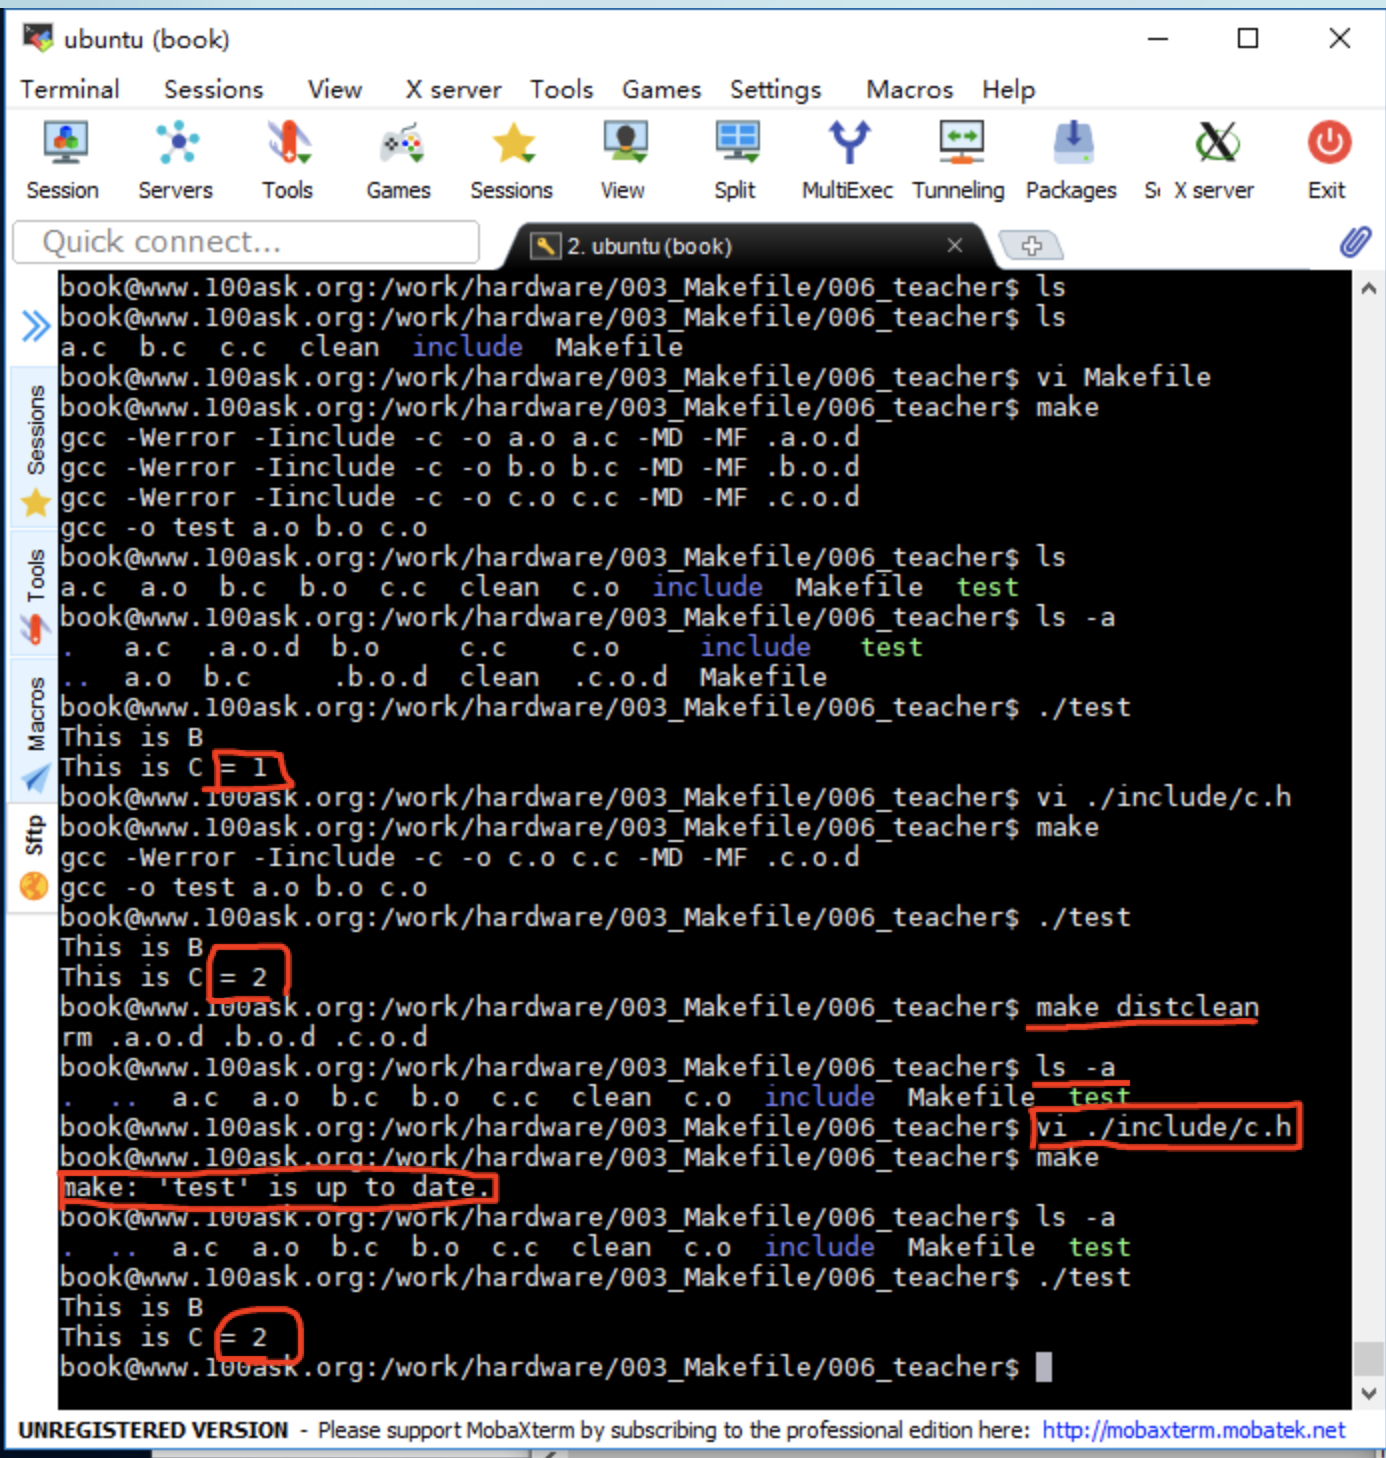 ubuntu (book)
Terminal Sessions View X server Tools Games Settings Macros Help
Session Servers Tools Games Sessions View Split MultiExec Tunneling Packages X server Exit
Quick connect...
2. ubuntu (book)
Sessions
Tools
Macros
Sftp
book@www.100ask.org:/work/hardware/003_Makefile/006_teacher$ ls
book@www.100ask.org:/work/hardware/003_Makefile/006_teacher$ ls
a.c  b.c  c.c  clean  include  Makefile
book@www.100ask.org:/work/hardware/003_Makefile/006_teacher$ vi Makefile
book@www.100ask.org:/work/hardware/003_Makefile/006_teacher$ make
gcc -Werror -Iinclude -c -o a.o a.c -MD -MF .a.o.d
gcc -Werror -Iinclude -c -o b.o b.c -MD -MF .b.o.d
gcc -Werror -Iinclude -c -o c.o c.c -MD -MF .c.o.d
gcc -o test a.o b.o c.o
book@www.100ask.org:/work/hardware/003_Makefile/006_teacher$ ls
a.c  a.o  b.c  b.o  c.c  clean  c.o  include  Makefile  test
book@www.100ask.org:/work/hardware/003_Makefile/006_teacher$ ls -a
.   a.c  .a.o.d  b.o     c.c    c.o     include   test
..  a.o  b.c     .b.o.d  clean  .c.o.d  Makefile
book@www.100ask.org:/work/hardware/003_Makefile/006_teacher$ ./test
This is B
This is C = 1
book@www.100ask.org:/work/hardware/003_Makefile/006_teacher$ vi ./include/c.h
book@www.100ask.org:/work/hardware/003_Makefile/006_teacher$ make
gcc -Werror -Iinclude -c -o c.o c.c -MD -MF .c.o.d
gcc -o test a.o b.o c.o
book@www.100ask.org:/work/hardware/003_Makefile/006_teacher$ ./test
This is B
This is C = 2
book@www.100ask.org:/work/hardware/003_Makefile/006_teacher$ make distclean
rm .a.o.d .b.o.d .c.o.d
book@www.100ask.org:/work/hardware/003_Makefile/006_teacher$ ls -a
.  ..  a.c  a.o  b.c  b.o  c.c  clean  c.o  include  Makefile  test
book@www.100ask.org:/work/hardware/003_Makefile/006_teacher$ vi ./include/c.h
book@www.100ask.org:/work/hardware/003_Makefile/006_teacher$ make
make: 'test' is up to date.
book@www.100ask.org:/work/hardware/003_Makefile/006_teacher$ ls -a
.  ..  a.c  a.o  b.c  b.o  c.c  clean  c.o  include  Makefile  test
book@www.100ask.org:/work/hardware/003_Makefile/006_teacher$ ./test
This is B
This is C = 2
book@www.100ask.org:/work/hardware/003_Makefile/006_teacher$
UNREGISTERED VERSION - Please support MobaXterm by subscribing to the professional edition here: http://mobaxterm.mobatek.net